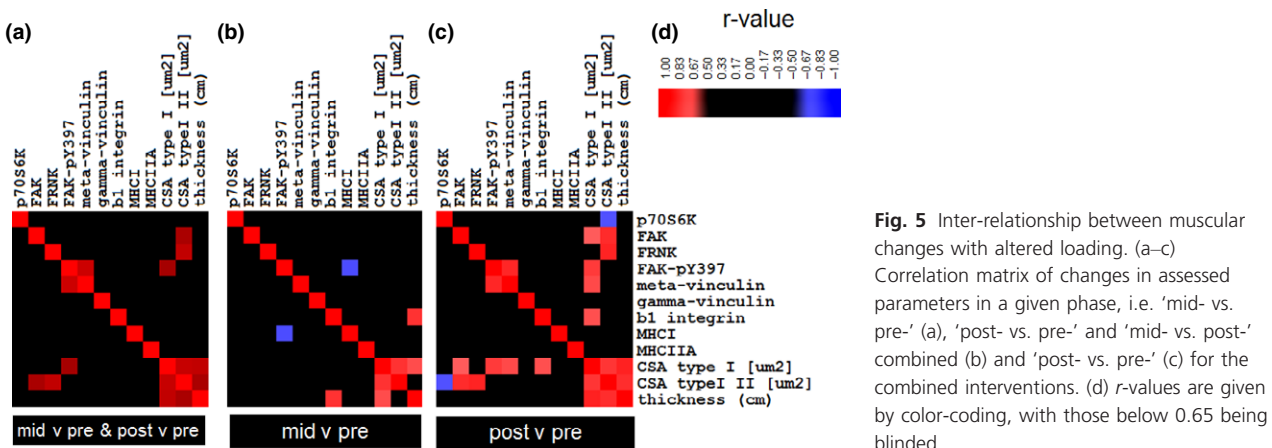 (a)
(b)
(c)
(d)
r-value
1.00
0.83
0.67
0.50
0.33
0.17
0.00
−0.17
−0.33
−0.50
−0.67
−0.83
−1.00
p70S6K
FAK
FRNK
FAK-pY397
meta-vinculin
gamma-vinculin
b1 integrin
MHCI
MHCIIA
CSA type I [um2]
CSA typeI II [um2]
thickness (cm)
p70S6K
FAK
FRNK
FAK-pY397
meta-vinculin
gamma-vinculin
b1 integrin
MHCI
MHCIIA
CSA type I [um2]
CSA typeI II [um2]
thickness (cm)
p70S6K
FAK
FRNK
FAK-pY397
meta-vinculin
gamma-vinculin
b1 integrin
MHCI
MHCIIA
CSA type I [um2]
CSA typeI II [um2]
thickness (cm)
p70S6K
FAK
FRNK
FAK-pY397
meta-vinculin
gamma-vinculin
b1 integrin
MHCI
MHCIIA
CSA type I [um2]
CSA typeI II [um2]
thickness (cm)
mid v pre & post v pre
mid v pre
post v pre
Fig. 5 Inter-relationship between muscular
changes with altered loading. (a–c)
Correlation matrix of changes in assessed
parameters in a given phase, i.e. 'mid- vs.
pre-' (a), 'post- vs. pre-' and 'mid- vs. post-'
combined (b) and 'post- vs. pre-' (c) for the
combined interventions. (d) r-values are given
by color-coding, with those below 0.65 being
blinded.